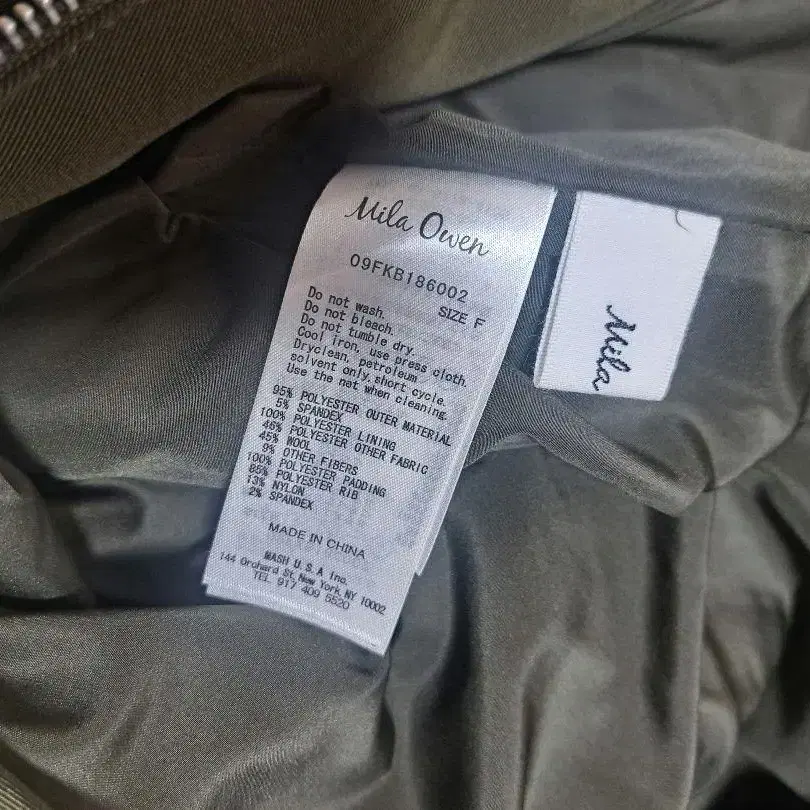 Mila Owen
09FKB186002
SIZE F
Do not wash.
Do not bleach.
Do not tumble dry.
Cool iron, use press cloth.
Dryclean, petroleum
solvent only, short cycle.
Use the net when cleaning.
95% POLYESTER OUTER MATERIAL
5% SPANDEX
100% POLYESTER LINING
46% POLYESTER OTHER FABRIC
45% WOOL
9% OTHER FIBERS
100% POLYESTER PADDING
85% POLYESTER RIB
13% NYLON
2% SPANDEX
MADE IN CHINA
MASH U.S.A Inc.
144 Orchard St, New York, NY 10002
TEL 917 409 5520
Mila